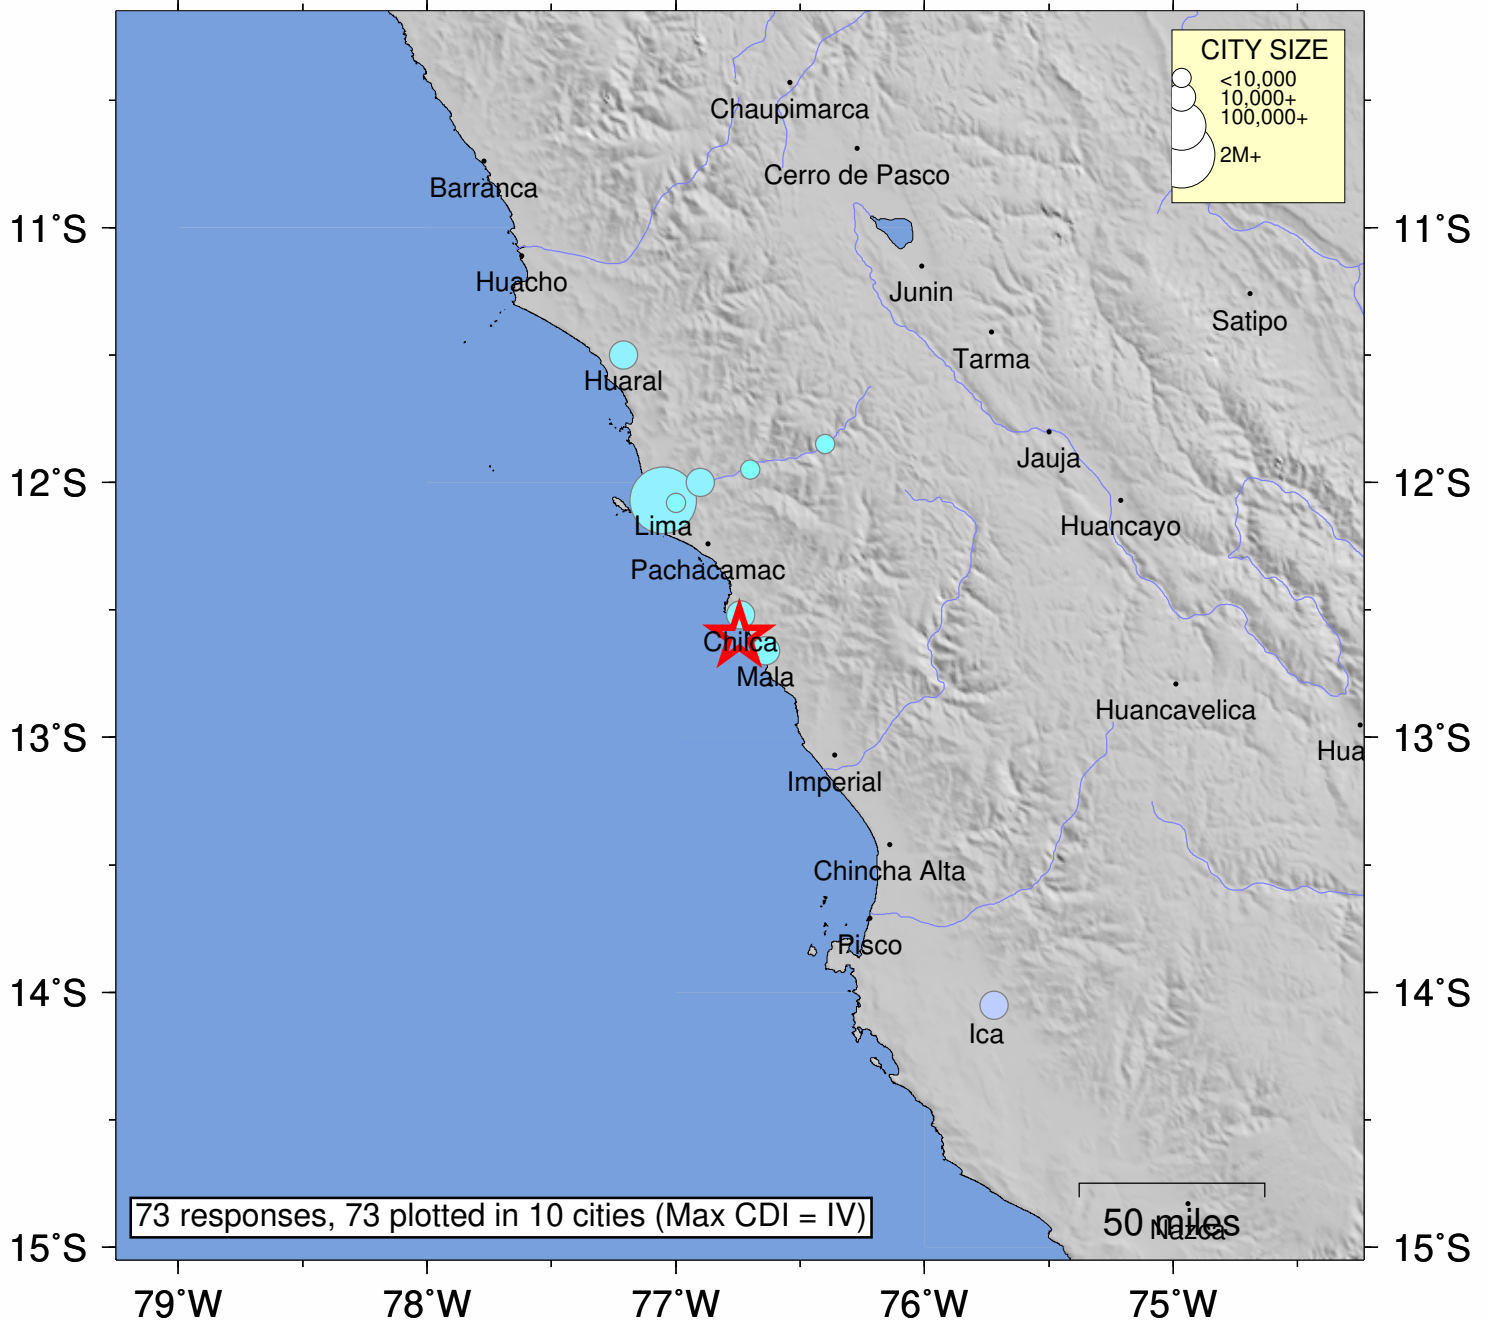 CITY SIZE
<10,000
10,000+
100,000+
2M+
Chaupimarca
Cerro de Pasco
Barranca
11°S
11°S
Huacho
Junin
Satipo
Tarma
Huaral
Jauja
12°S
12°S
Lima
Huancayo
Pachacamac
Chilca
Mala
Huancavelica
13°S
13°S
Hua
Imperial
Chincha Alta
Pisco
14°S
14°S
Ica
73 responses, 73 plotted in 10 cities (Max CDI = IV)
50 miles
Nazca
15°S
15°S
79°W
78°W
77°W
76°W
75°W